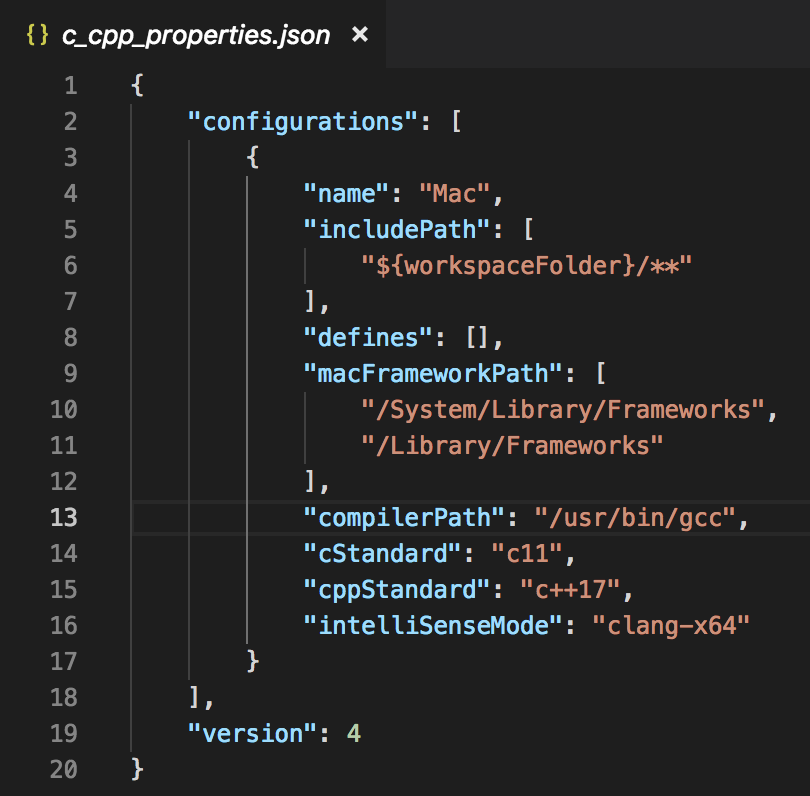 {} c_cpp_properties.json ×
1 {
2     "configurations": [
3         {
4             "name": "Mac",
5             "includePath": [
6                 "${workspaceFolder}/**"
7             ],
8             "defines": [],
9             "macFrameworkPath": [
10                 "/System/Library/Frameworks",
11                 "/Library/Frameworks"
12             ],
13             "compilerPath": "/usr/bin/gcc",
14             "cStandard": "c11",
15             "cppStandard": "c++17",
16             "intelliSenseMode": "clang-x64"
17         }
18     ],
19     "version": 4
20 }